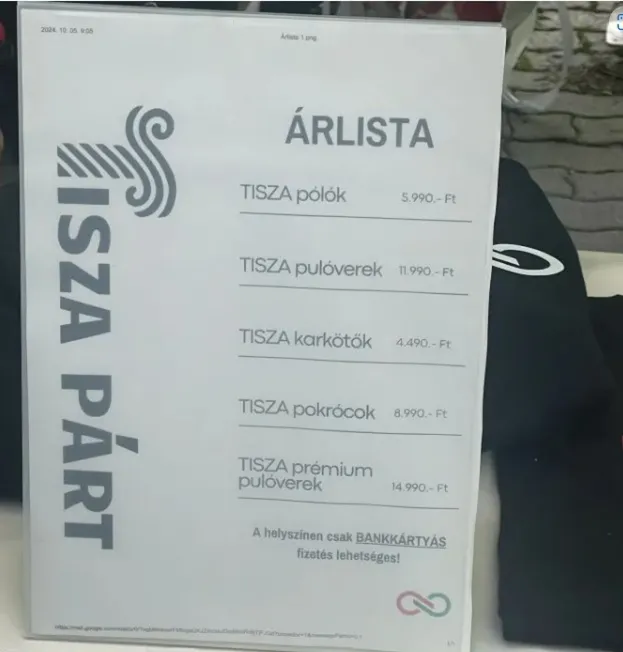 2024. 10. 05. 9:05
Árlista 1.png
TISZA PÁRT
ÁRLISTA
TISZA pólók 5.990.- Ft
TISZA pulóverek 11.990.- Ft
TISZA karkötők 4.490.- Ft
TISZA pokrócok 8.990.- Ft
TISZA prémium
pulóverek 14.990.- Ft
A helyszínen csak BANKKÁRTYÁS
fizetés lehetséges!